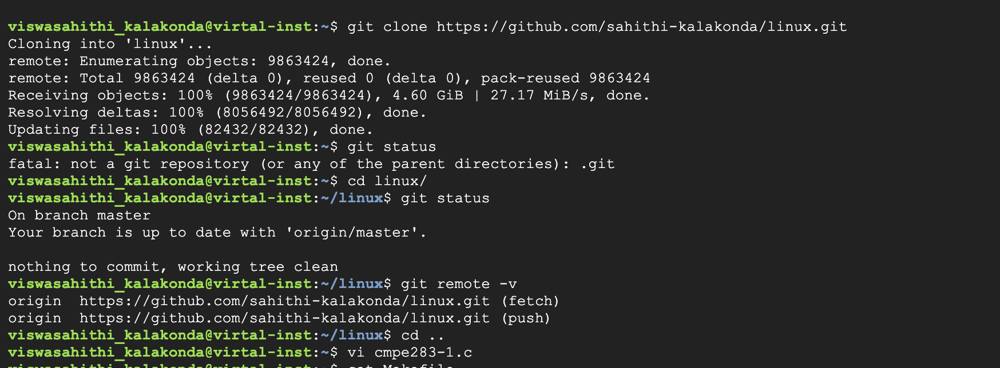 viswasahithi_kalakonda@virtal-inst:~$ git clone https://github.com/sahithi-kalakonda/linux.git
Cloning into 'linux'...
remote: Enumerating objects: 9863424, done.
remote: Total 9863424 (delta 0), reused 0 (delta 0), pack-reused 9863424
Receiving objects: 100% (9863424/9863424), 4.60 GiB | 27.17 MiB/s, done.
Resolving deltas: 100% (8056492/8056492), done.
Updating files: 100% (82432/82432), done.
viswasahithi_kalakonda@virtal-inst:~$ git status
fatal: not a git repository (or any of the parent directories): .git
viswasahithi_kalakonda@virtal-inst:~$ cd linux/
viswasahithi_kalakonda@virtal-inst:~/linux$ git status
On branch master
Your branch is up to date with 'origin/master'.

nothing to commit, working tree clean
viswasahithi_kalakonda@virtal-inst:~/linux$ git remote -v
origin  https://github.com/sahithi-kalakonda/linux.git (fetch)
origin  https://github.com/sahithi-kalakonda/linux.git (push)
viswasahithi_kalakonda@virtal-inst:~/linux$ cd ..
viswasahithi_kalakonda@virtal-inst:~$ vi cmpe283-1.c
viswasahithi_kalakonda@virtal-inst:~$ Makefile